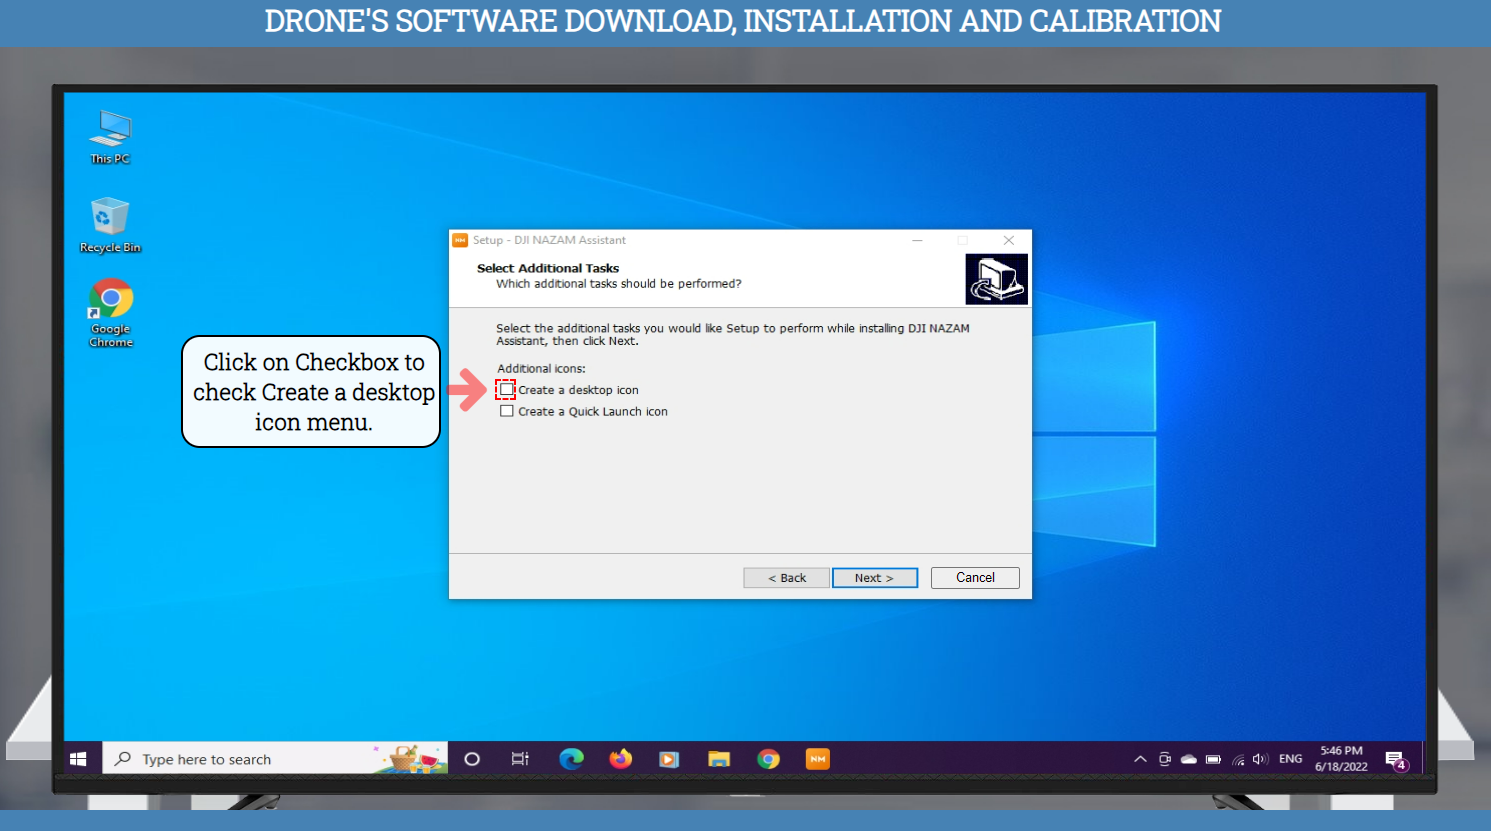 DRONE'S SOFTWARE DOWNLOAD, INSTALLATION AND CALIBRATION
This PC
Recycle Bin
Google
Chrome
Click on Checkbox to
check Create a desktop
icon menu.
NM
Setup - DJI NAZAM Assistant
Select Additional Tasks
Which additional tasks should be performed?
Select the additional tasks you would like Setup to perform while installing DJI NAZAM
Assistant, then click Next.
Additional icons:
Create a desktop icon
Create a Quick Launch icon
< Back
Next >
Cancel
Type here to search
NM
ENG
5:46 PM
6/18/2022
4